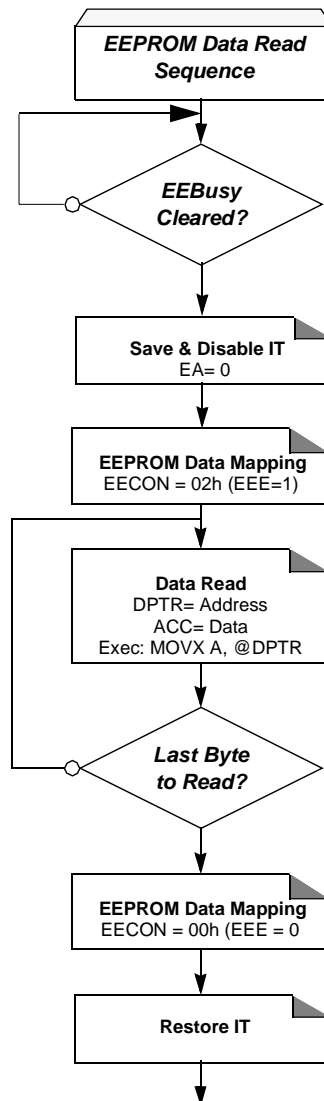 EEPROM Data Read
Sequence
EEBusy
Cleared?
Save & Disable IT
EA= 0
EEPROM Data Mapping
EECON = 02h (EEE=1)
Data Read
DPTR= Address
ACC= Data
Exec: MOVX A, @DPTR
Last Byte
to Read?
EEPROM Data Mapping
EECON = 00h (EEE = 0
Restore IT